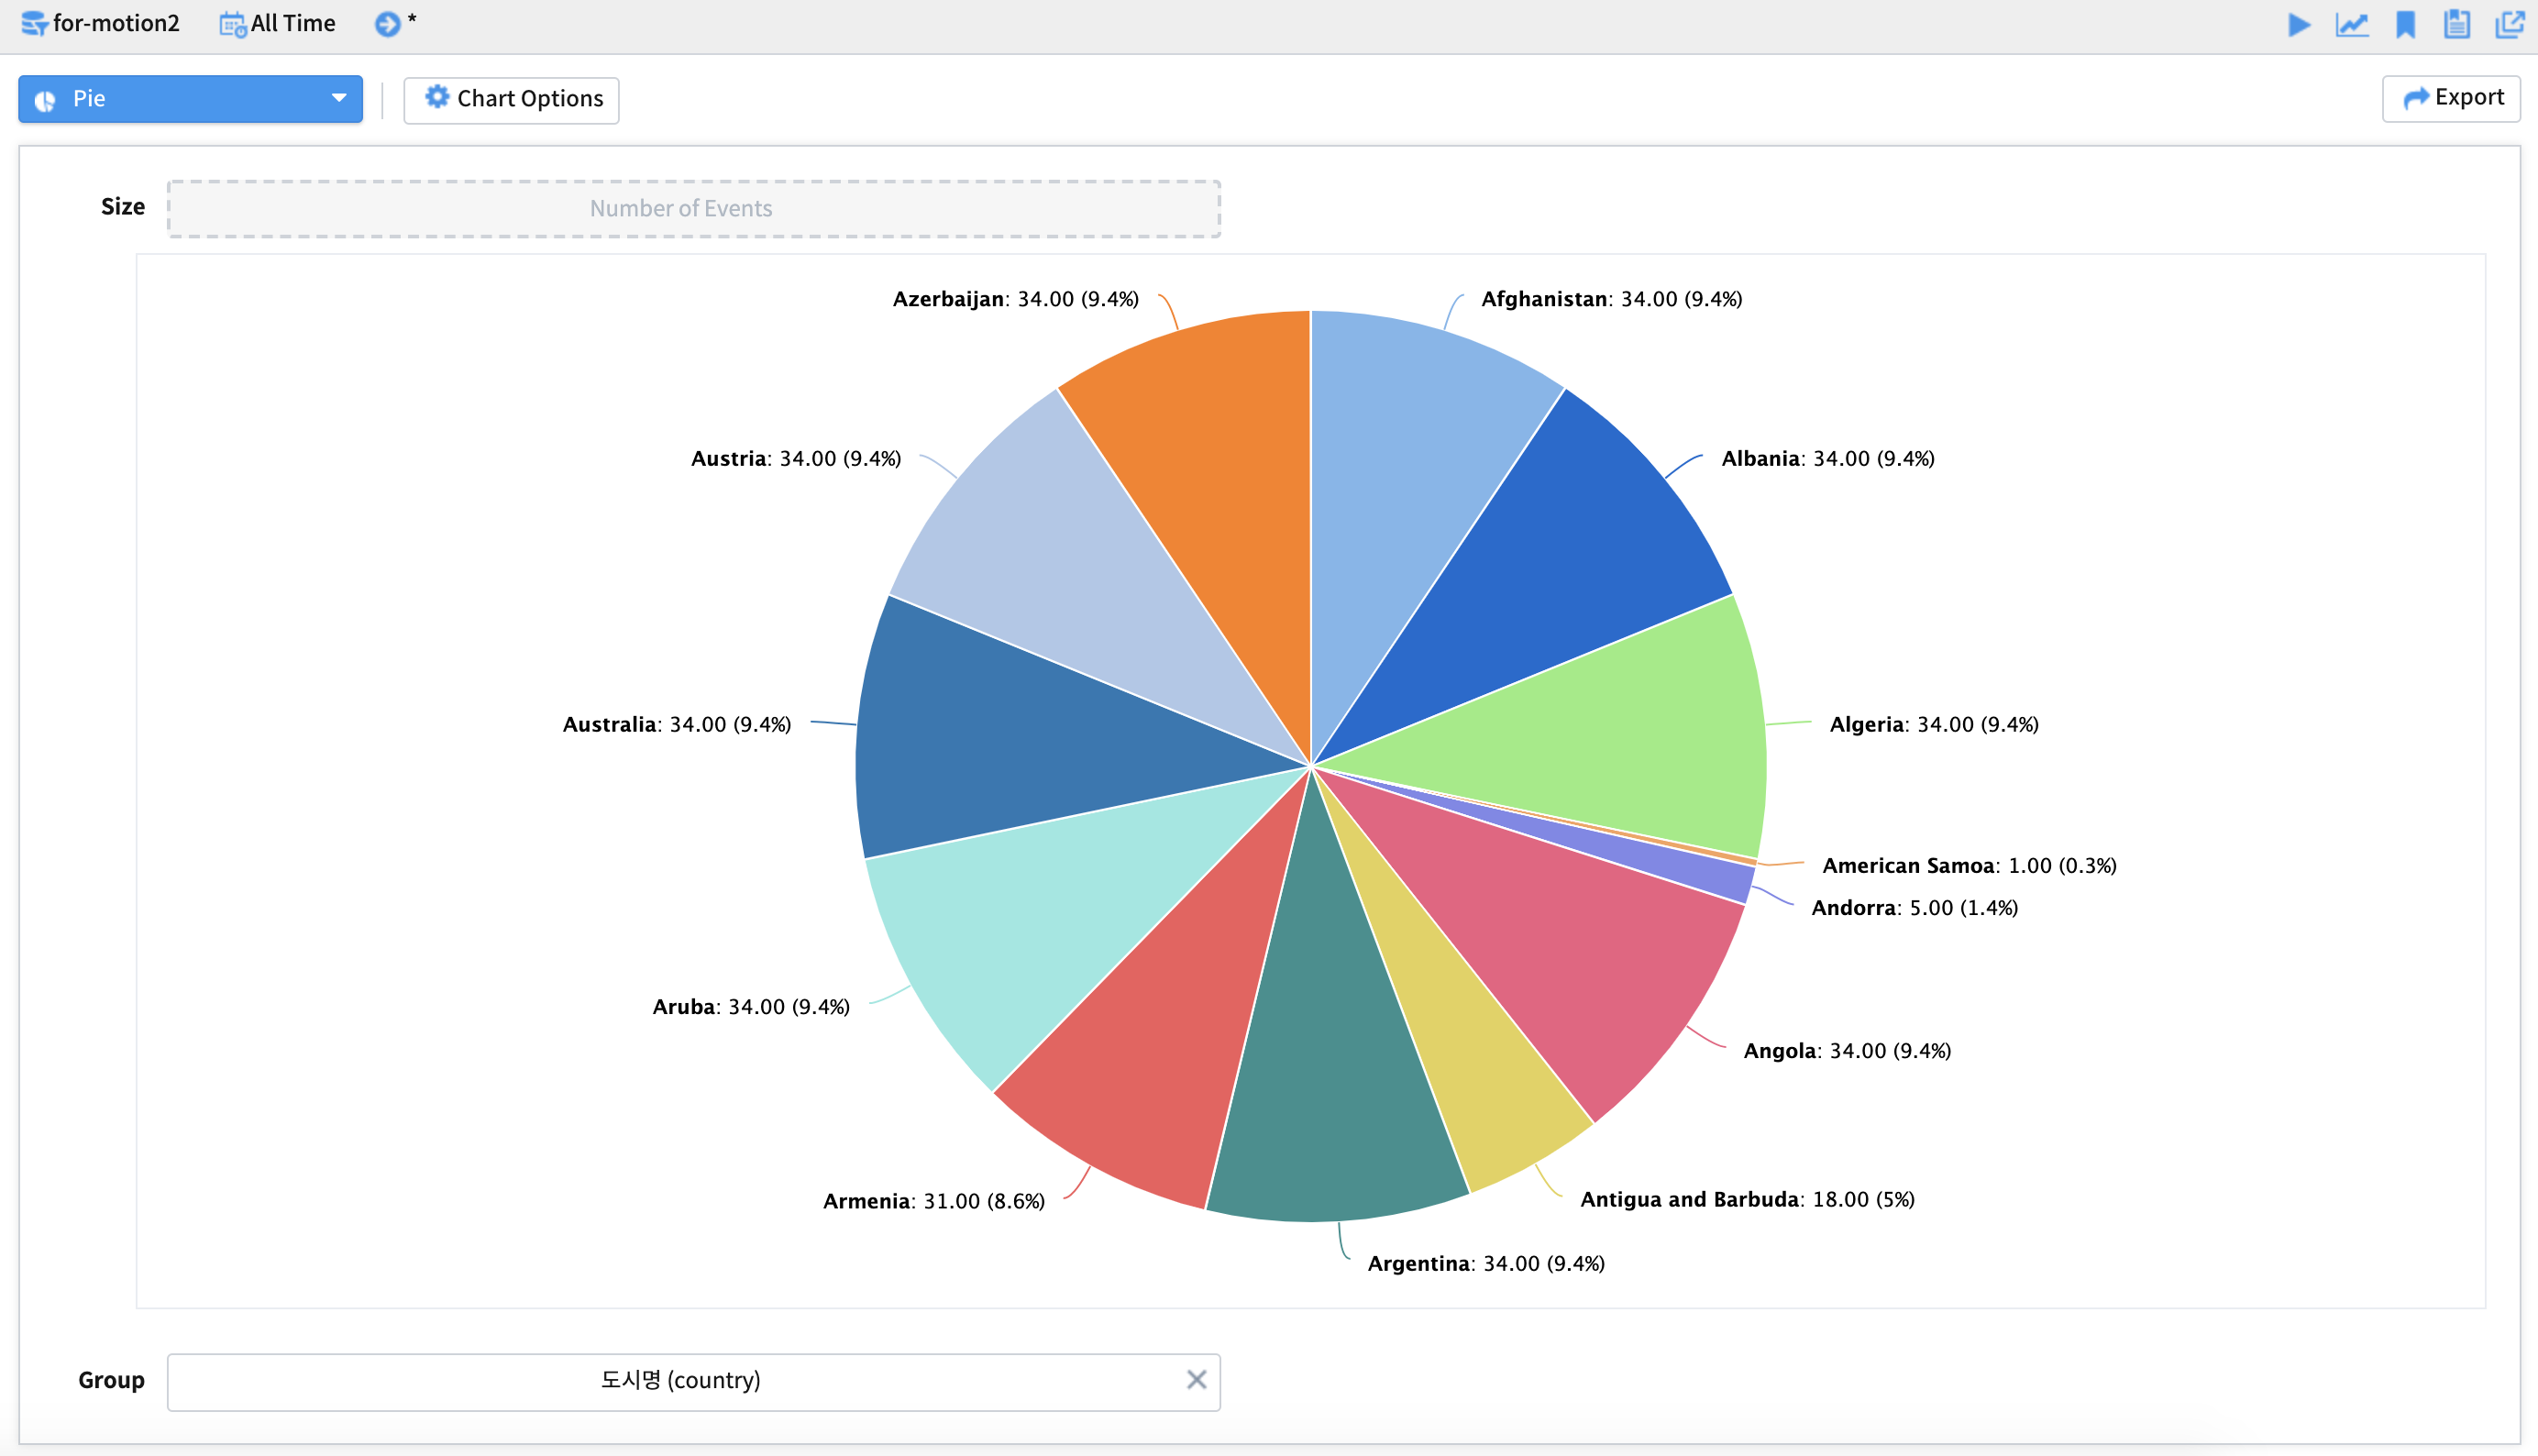 for-motion2 All Time *
Pie Chart Options Export
Size Number of Events
Azerbaijan: 34.00 (9.4%) Afghanistan: 34.00 (9.4%)
Austria: 34.00 (9.4%) Albania: 34.00 (9.4%)
Australia: 34.00 (9.4%) Algeria: 34.00 (9.4%)
American Samoa: 1.00 (0.3%)
Andorra: 5.00 (1.4%)
Aruba: 34.00 (9.4%)
Angola: 34.00 (9.4%)
Armenia: 31.00 (8.6%) Antigua and Barbuda: 18.00 (5%)
Argentina: 34.00 (9.4%)
Group 도시명 (country)